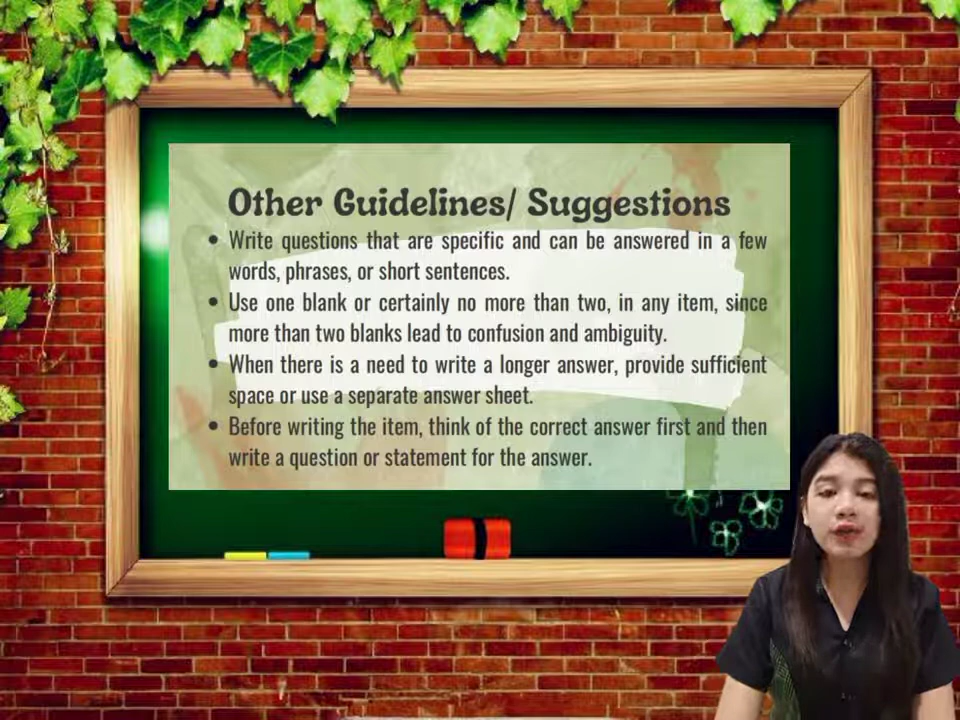 Other Guidelines/ Suggestions
• Write questions that are specific and can be answered in a few
words, phrases, or short sentences.
• Use one blank or certainly no more than two, in any item, since
more than two blanks lead to confusion and ambiguity.
• When there is a need to write a longer answer, provide sufficient
space or use a separate answer sheet.
• Before writing the item, think of the correct answer first and then
write a question or statement for the answer.